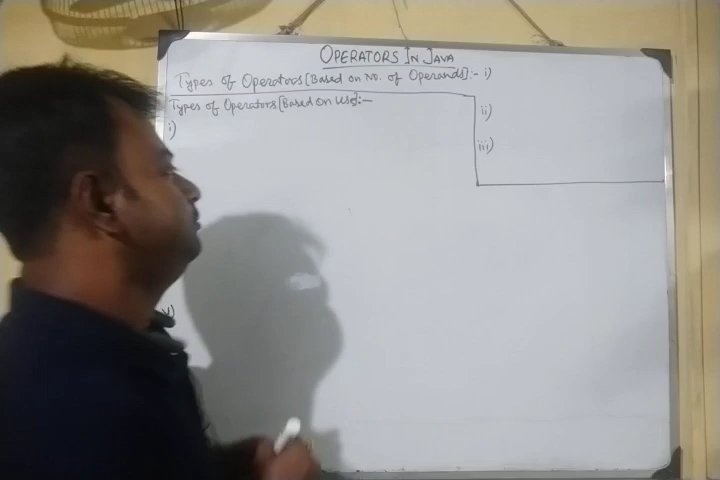 OPERATORS IN JAVA
Types of Operators [Based on No. of Operands]:- i)
Types of Operators [Based on Use]:-
ii)
i)
iii)
v)